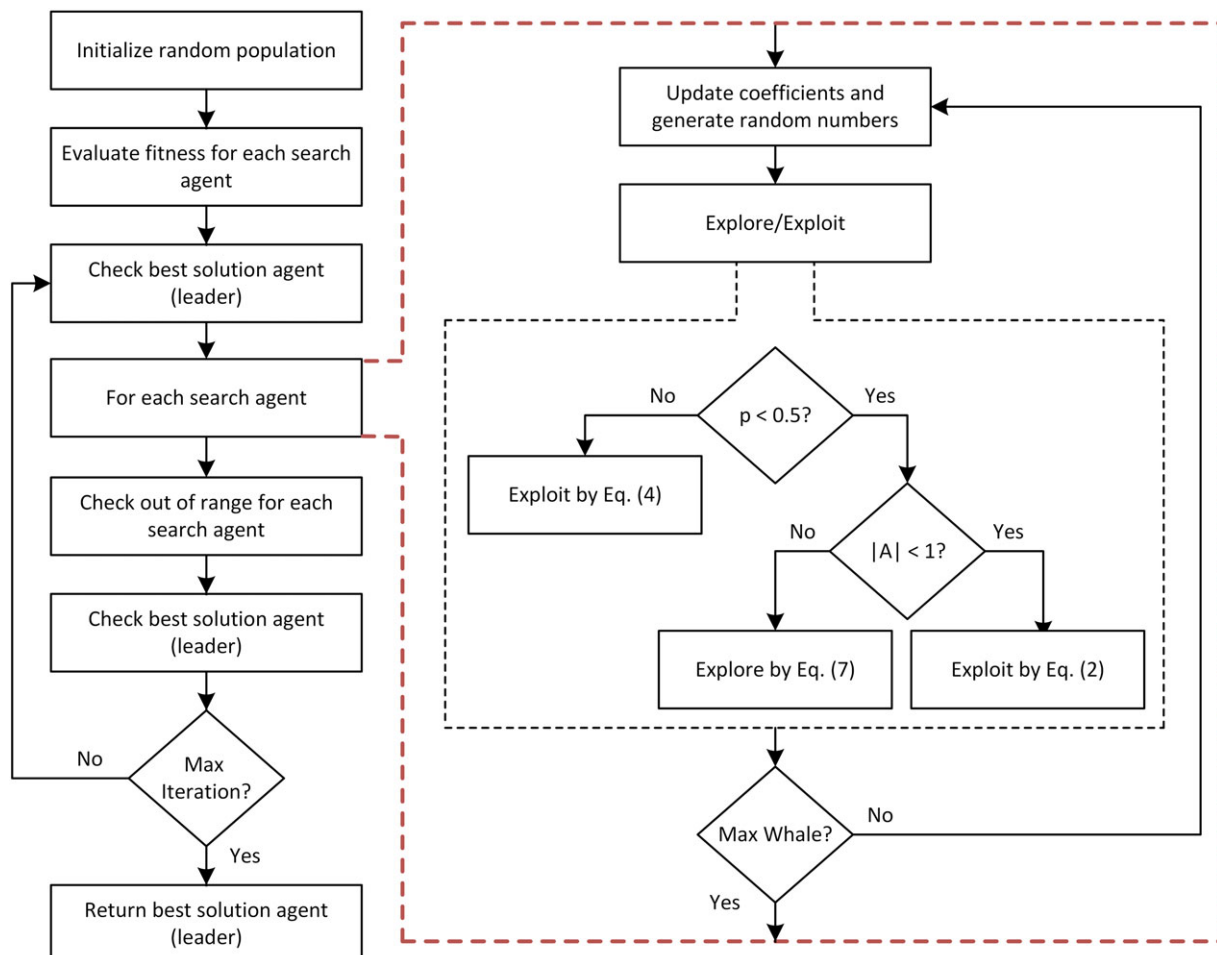 Initialize random population
Evaluate fitness for each search
agent
Check best solution agent
(leader)
For each search agent
Check out of range for each
search agent
Check best solution agent
(leader)
No
Max
Iteration?
Yes
Return best solution agent
(leader)
Update coefficients and
generate random numbers
Explore/Exploit
No
p < 0.5?
Yes
Exploit by Eq. (4)
No
|A| < 1?
Yes
Explore by Eq. (7)
Exploit by Eq. (2)
Max Whale?
No
Yes